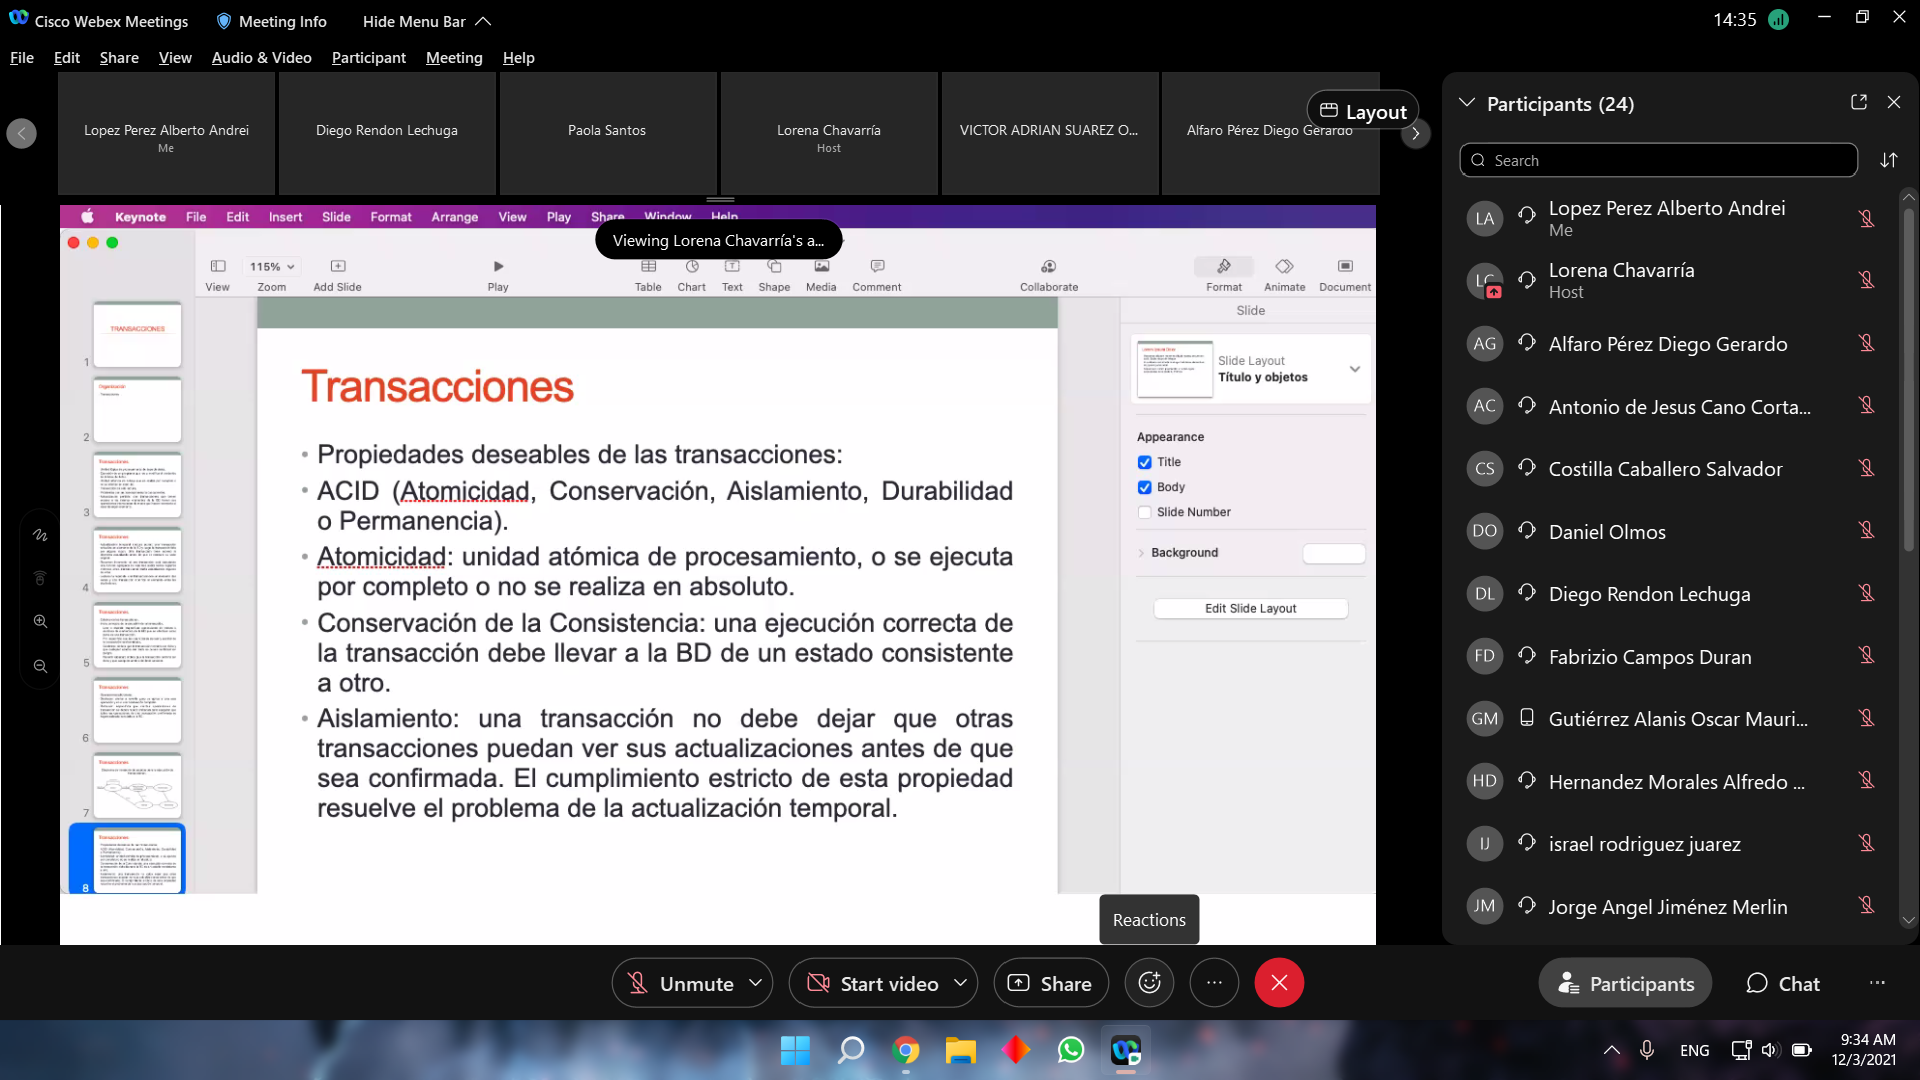 Cisco Webex Meetings
Meeting Info
Hide Menu Bar
14:35
File Edit Share View Audio & Video Participant Meeting Help
Lopez Perez Alberto Andrei
Me
Diego Rendon Lechuga
Paola Santos
Lorena Chavarría
Host
VICTOR ADRIAN SUAREZ O...
Alfaro Pérez Diego Gerardo
Layout
Keynote File Edit Insert Slide Format Arrange View Play Share Window Help
Viewing Lorena Chavarría's a...
115%
View Zoom Add Slide Play Table Chart Text Shape Media Comment Collaborate Format Animate Document
TRANSACCIONES
1
Organización
2
Transacciones
3
Transacciones
4
Transacciones
5
Transacciones
6
Transacciones
7
Transacciones
8
Transacciones
• Propiedades deseables de las transacciones:
• ACID (Atomicidad, Conservación, Aislamiento, Durabilidad
o Permanencia).
• Atomicidad: unidad atómica de procesamiento, o se ejecuta
por completo o no se realiza en absoluto.
• Conservación de la Consistencia: una ejecución correcta de
la transacción debe llevar a la BD de un estado consistente
a otro.
• Aislamiento: una transacción no debe dejar que otras
transacciones puedan ver sus actualizaciones antes de que
sea confirmada. El cumplimiento estricto de esta propiedad
resuelve el problema de la actualización temporal.
Slide
Slide Layout
Título y objetos
Appearance
Title
Body
Slide Number
Background
Edit Slide Layout
Reactions
Participants (24)
Search
LA Lopez Perez Alberto Andrei
Me
LC Lorena Chavarría
Host
AG Alfaro Pérez Diego Gerardo
AC Antonio de Jesus Cano Corta...
CS Costilla Caballero Salvador
DO Daniel Olmos
DL Diego Rendon Lechuga
FD Fabrizio Campos Duran
GM Gutiérrez Alanis Oscar Mauri...
HD Hernandez Morales Alfredo ...
IJ israel rodriguez juarez
JM Jorge Angel Jiménez Merlin
Unmute
Start video
Share
Participants
Chat
ENG
9:34 AM
12/3/2021